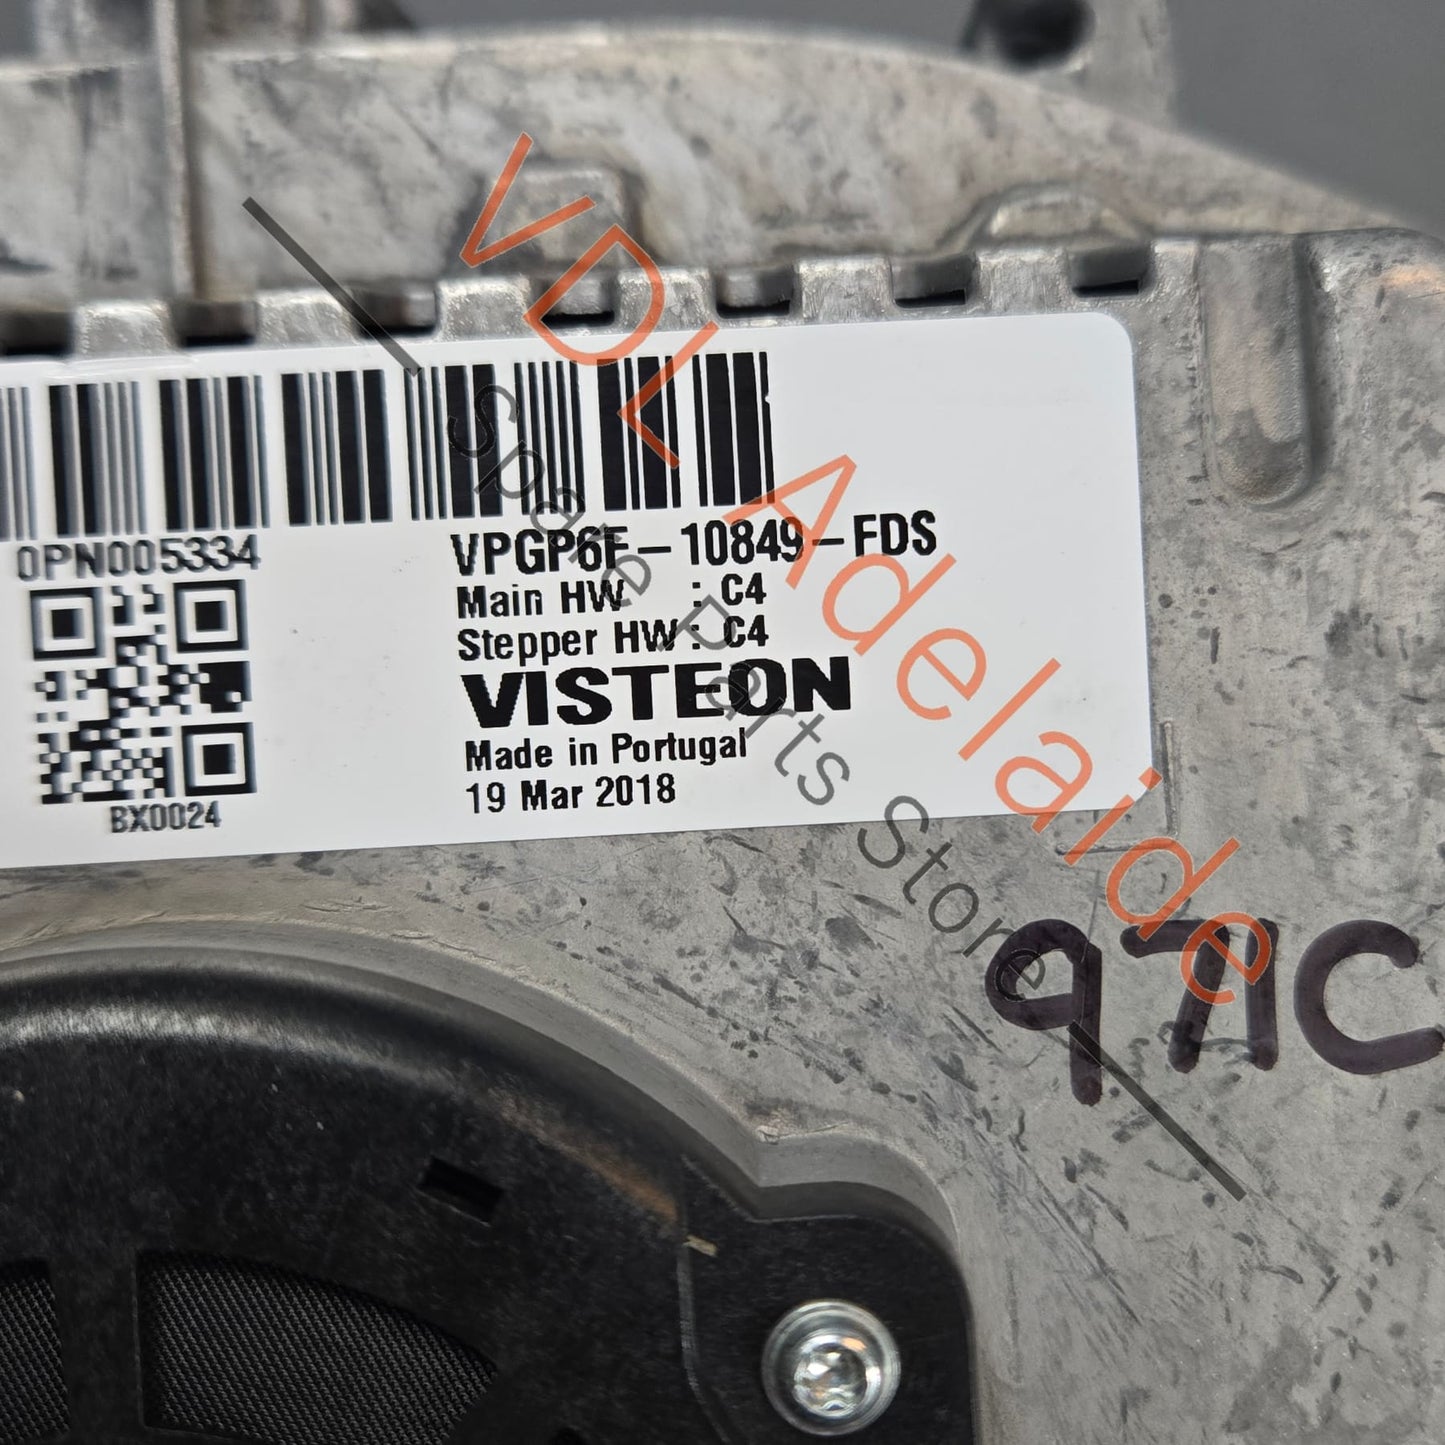 0PN005334
BX0024
VPGP6F-10849-FDS
Main HW : C4
Stepper HW: C4
VISTEON
Made in Portugal
19 Mar 2018
971C
VDL Adelaide
Spare Parts Store